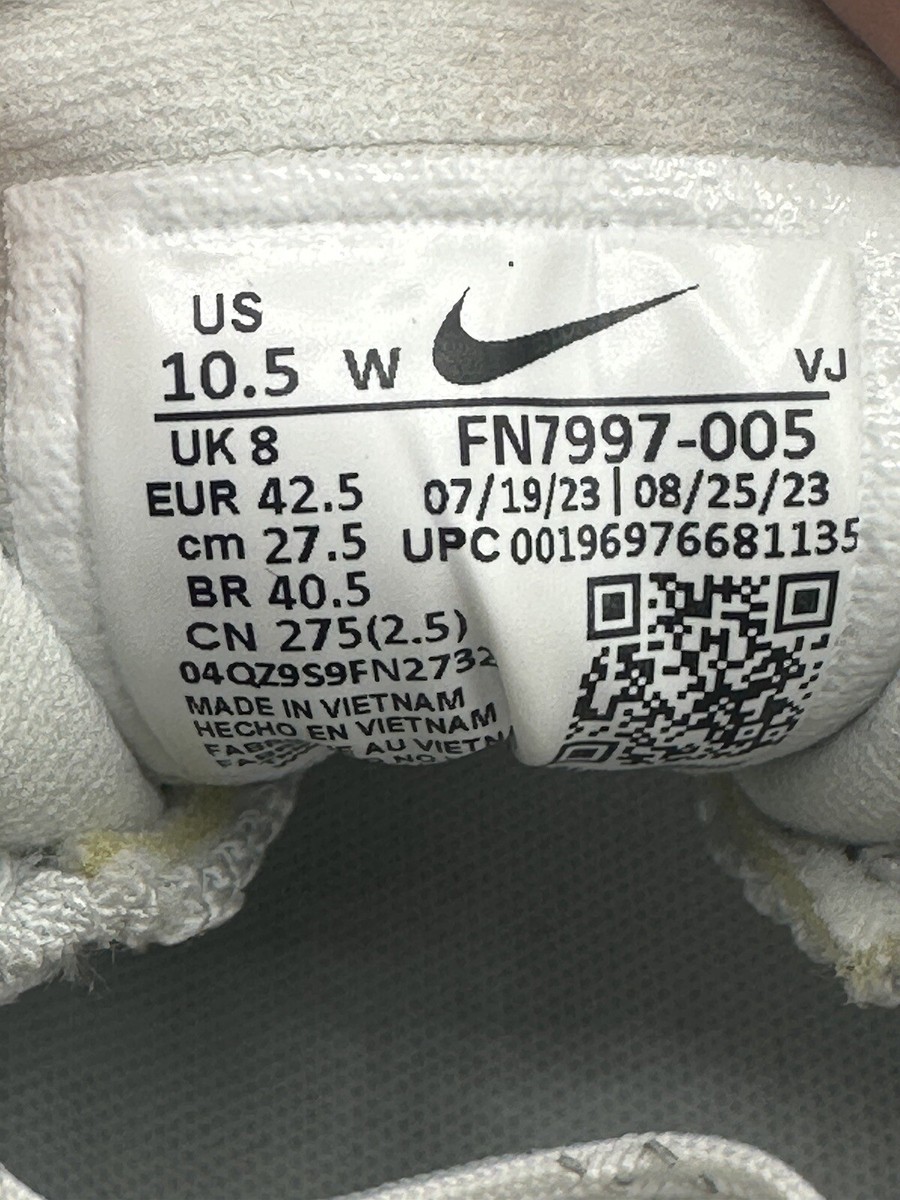 US
10.5 W VJ
UK 8 FN7997-005
EUR 42.5 07/19/23 | 08/25/23
cm 27.5 UPC 00196976681135
BR 40.5
CN 275(2.5)
04QZ9S9FN2732
MADE IN VIETNAM
HECHO EN VIETNAM
AU